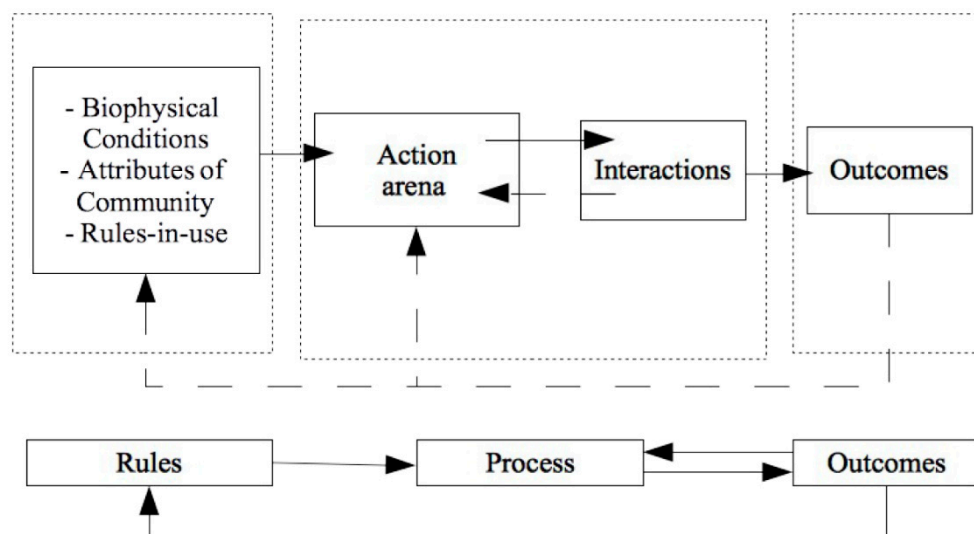 - Biophysical
Conditions
- Attributes of
Community
- Rules-in-use
Action
arena
Interactions
Outcomes
Rules
Process
Outcomes